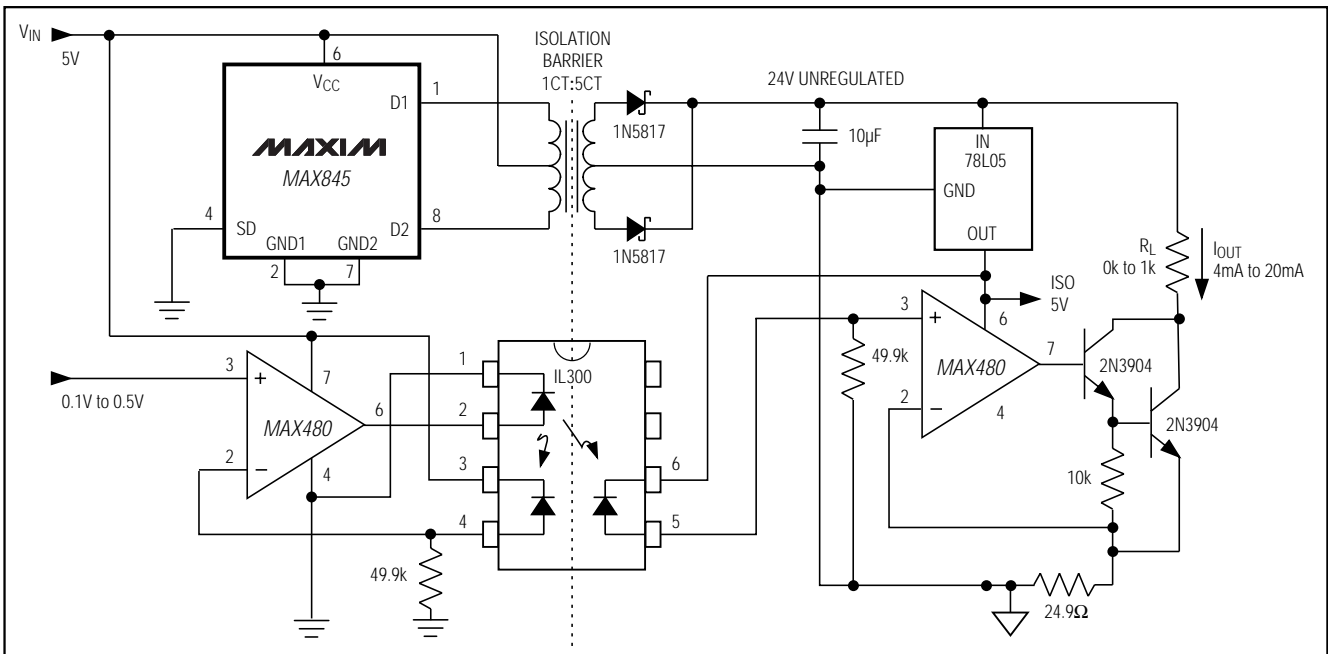 VIN
5V
6
VCC
D1
1
MAXIM
MAX845
4
SD
D2
8
GND1
GND2
2
7
ISOLATION
BARRIER
1CT:5CT
1N5817
1N5817
24V UNREGULATED
10µF
IN
78L05
GND
OUT
RL
0k to 1k
IOUT
4mA to 20mA
ISO
5V
3
0.1V to 0.5V
+
7
MAX480
6
2
–
4
49.9k
1
IL300
2
3
4
6
5
49.9k
3
+
6
MAX480
7
2
–
4
2N3904
2N3904
10k
24.9Ω